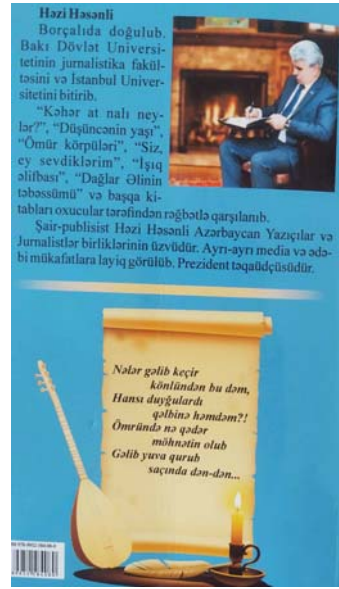 Həzi Həsənli
Borçalıda doğulub.
Bakı Dövlət Universi-
tetinin jurnalistika fakül-
təsini və İstanbul Univer-
sitetini bitirib.
“Kəhər at nalı ney-
lər?”, “Düşüncənin yaşı”,
“Ömür körpüləri”, “Siz,
ey sevdiklərim”, “Işıq
əlifbası”, “Dağlar Əlinin
təbəssümü” və başqa ki-
tabları oxucular tərəfindən rəğbətlə qarşılanıb.
Şair-publisist Həzi Həsənli Azərbaycan Yazıçılar və
Jurnalistlər birliklərinin üzvüdür. Ayrı-ayrı media və ədə-
bi mükafatlara layiq görülüb. Prezident təqaüdçüsüdür.
Nələr gəlib keçir
könlündən bu dəm,
Hansı duyğulardı
qəlbinə həmdəm?!
Ömründə nə qədər
möhnətin olub
Gəlib yuva qurub
saçında dən-dən...